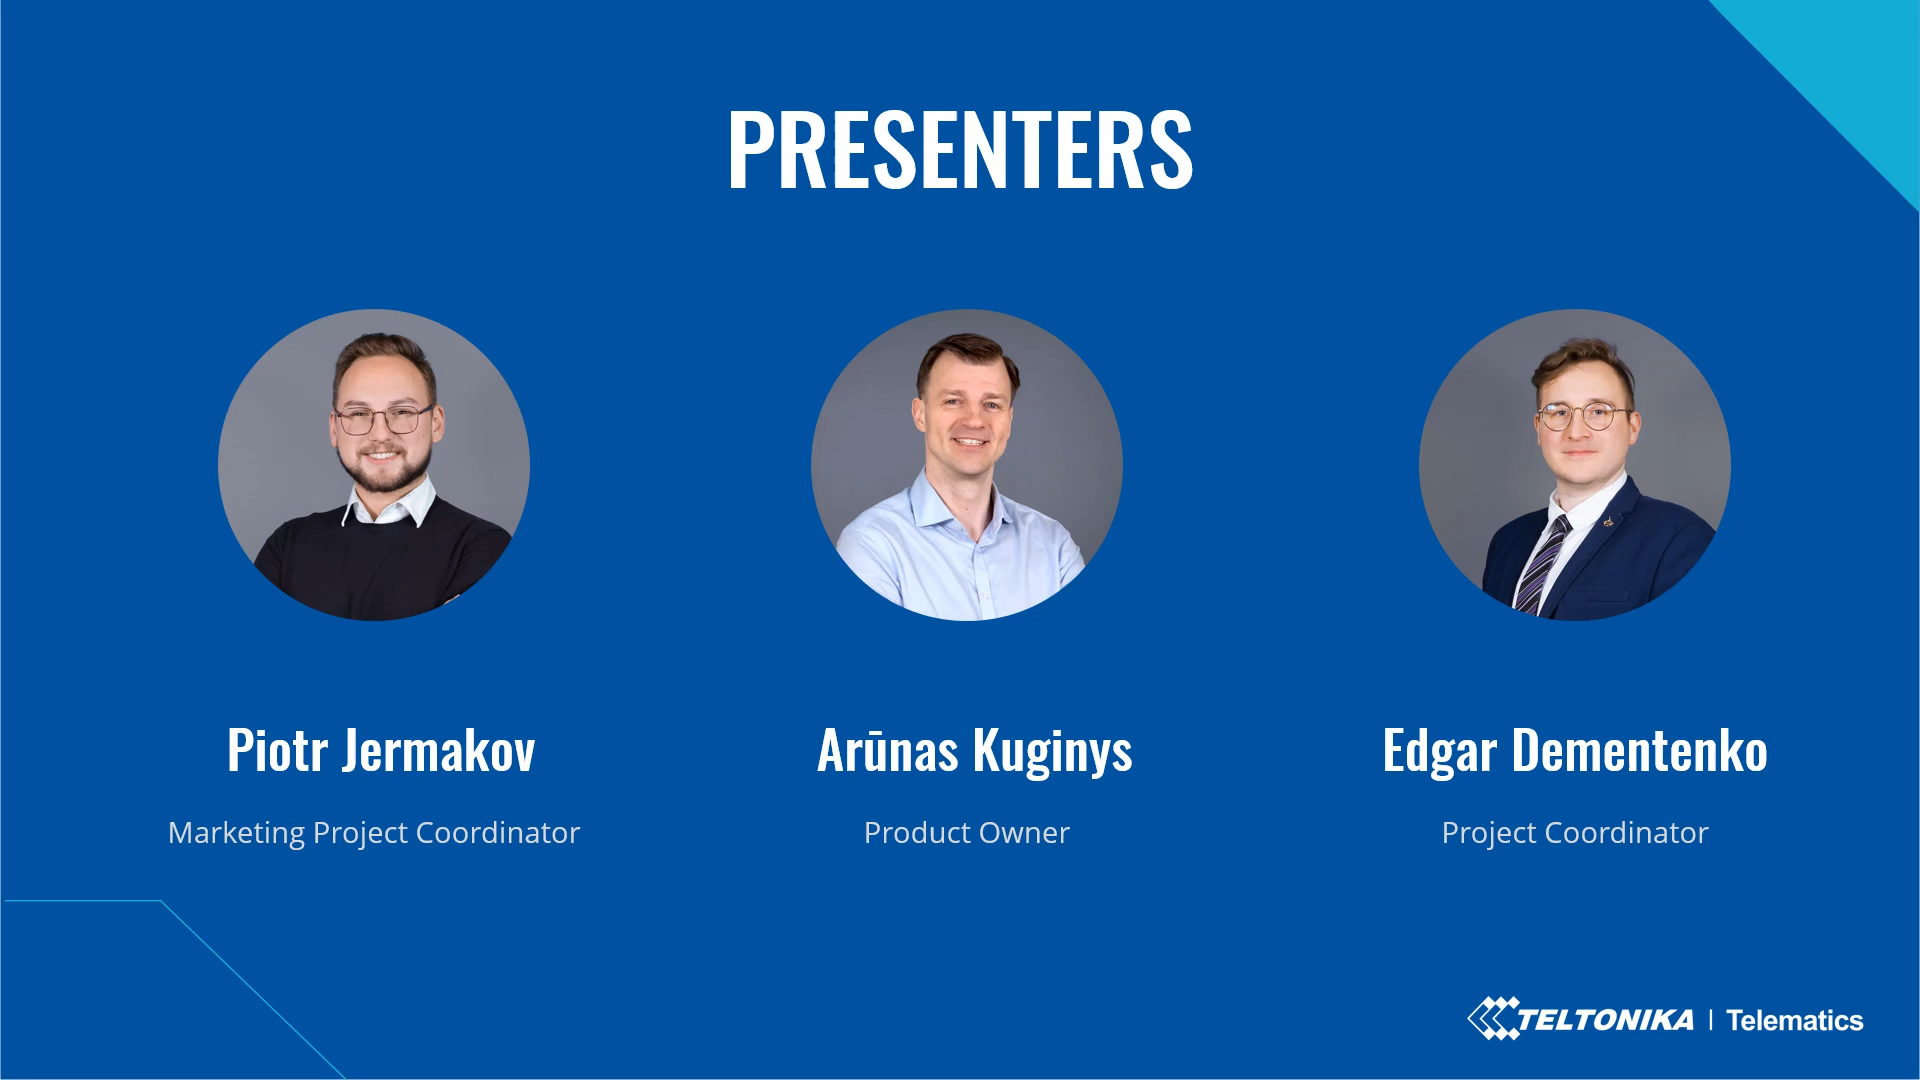 PRESENTERS
Piotr Jermakov
Marketing Project Coordinator
Arūnas Kuginys
Product Owner
Edgar Dementenko
Project Coordinator
TELTONIKA | Telematics